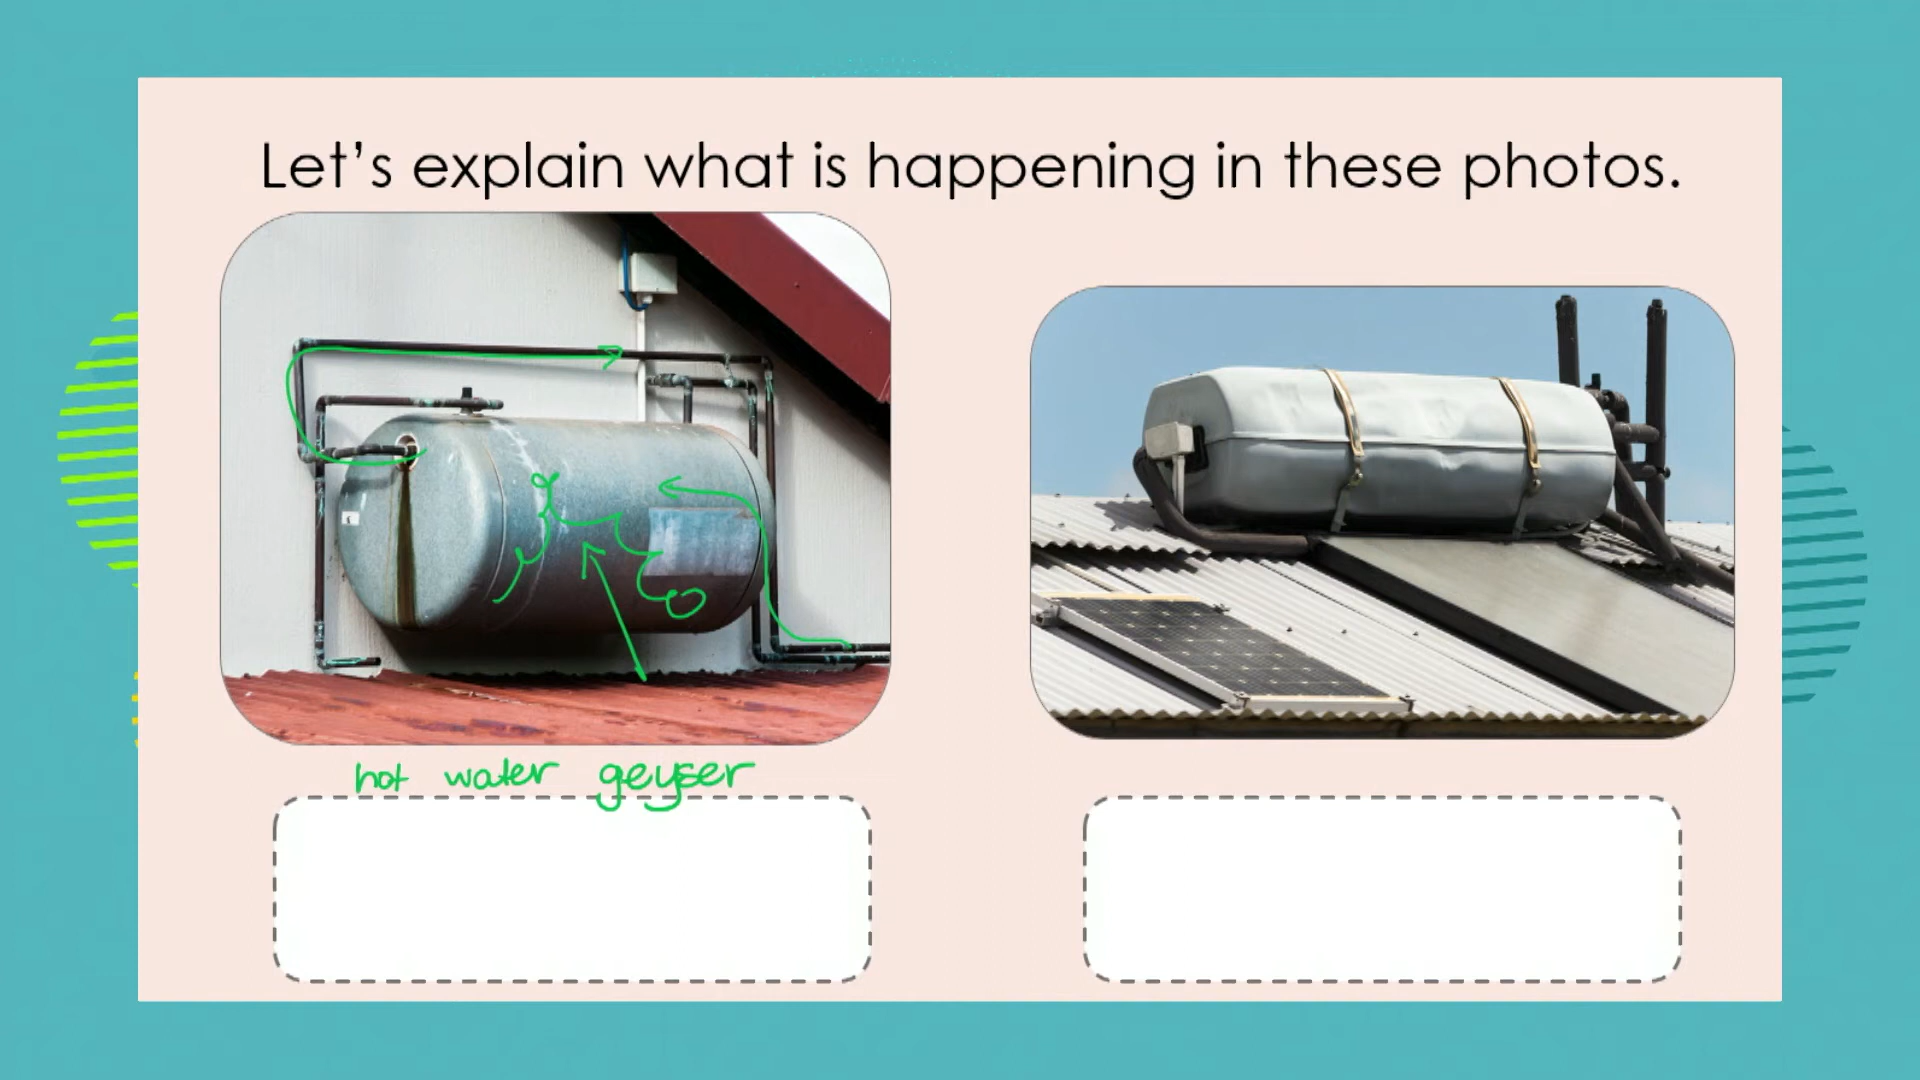 Let's explain what is happening in these photos.
hot water geyser